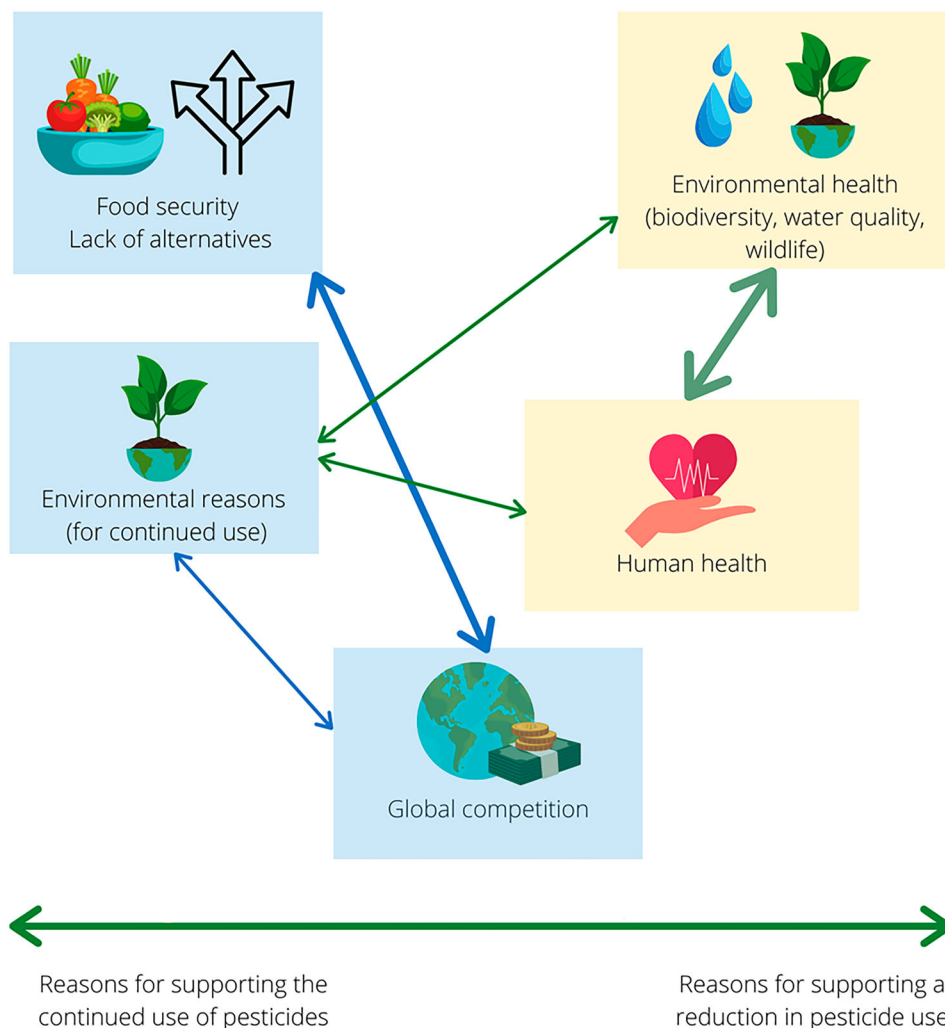 Food security
Lack of alternatives
Environmental health
(biodiversity, water quality,
wildlife)
Environmental reasons
(for continued use)
Human health
Global competition
Reasons for supporting the
continued use of pesticides
Reasons for supporting a
reduction in pesticide use